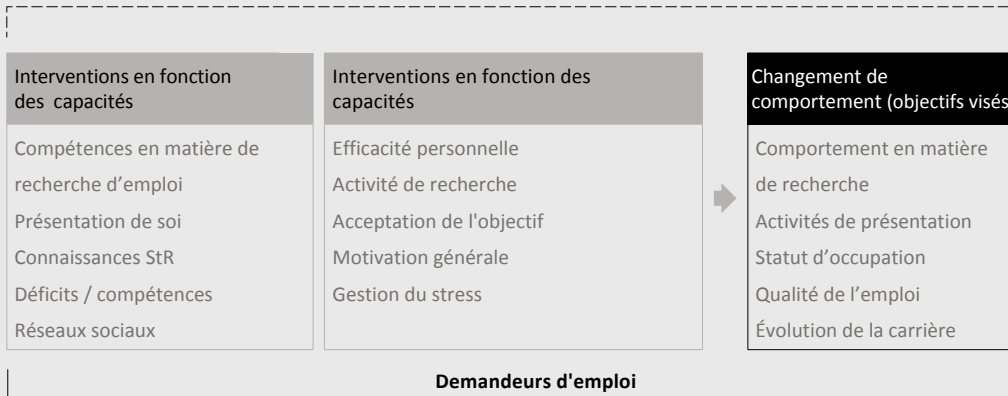 Interventions en fonction
des capacités
Compétences en matière de
recherche d’emploi
Présentation de soi
Connaissances StR
Déficits / compétences
Réseaux sociaux
Interventions en fonction des
capacités
Efficacité personnelle
Activité de recherche
Acceptation de l'objectif
Motivation générale
Gestion du stress
Changement de
comportement (objectifs visés
Comportement en matière
de recherche
Activités de présentation
Statut d’occupation
Qualité de l’emploi
Évolution de la carrière
Demandeurs d'emploi